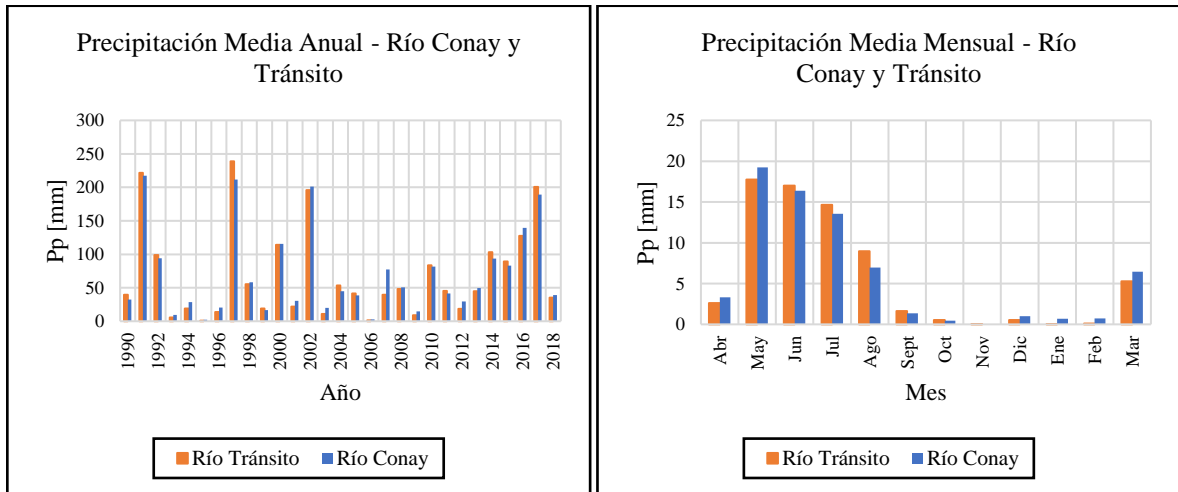 Precipitación Media Anual - Río Conay y
Tránsito
Pp [mm]
300
250
200
150
100
50
0
1990
1992
1994
1996
1998
2000
2002
2004
2006
2008
2010
2012
2014
2016
2018
Año
Río Tránsito
Río Conay
Precipitación Media Mensual - Río
Conay y Tránsito
Pp [mm]
25
20
15
10
5
0
Abr
May
Jun
Jul
Ago
Sept
Oct
Nov
Dic
Ene
Feb
Mar
Mes
Río Tránsito
Río Conay